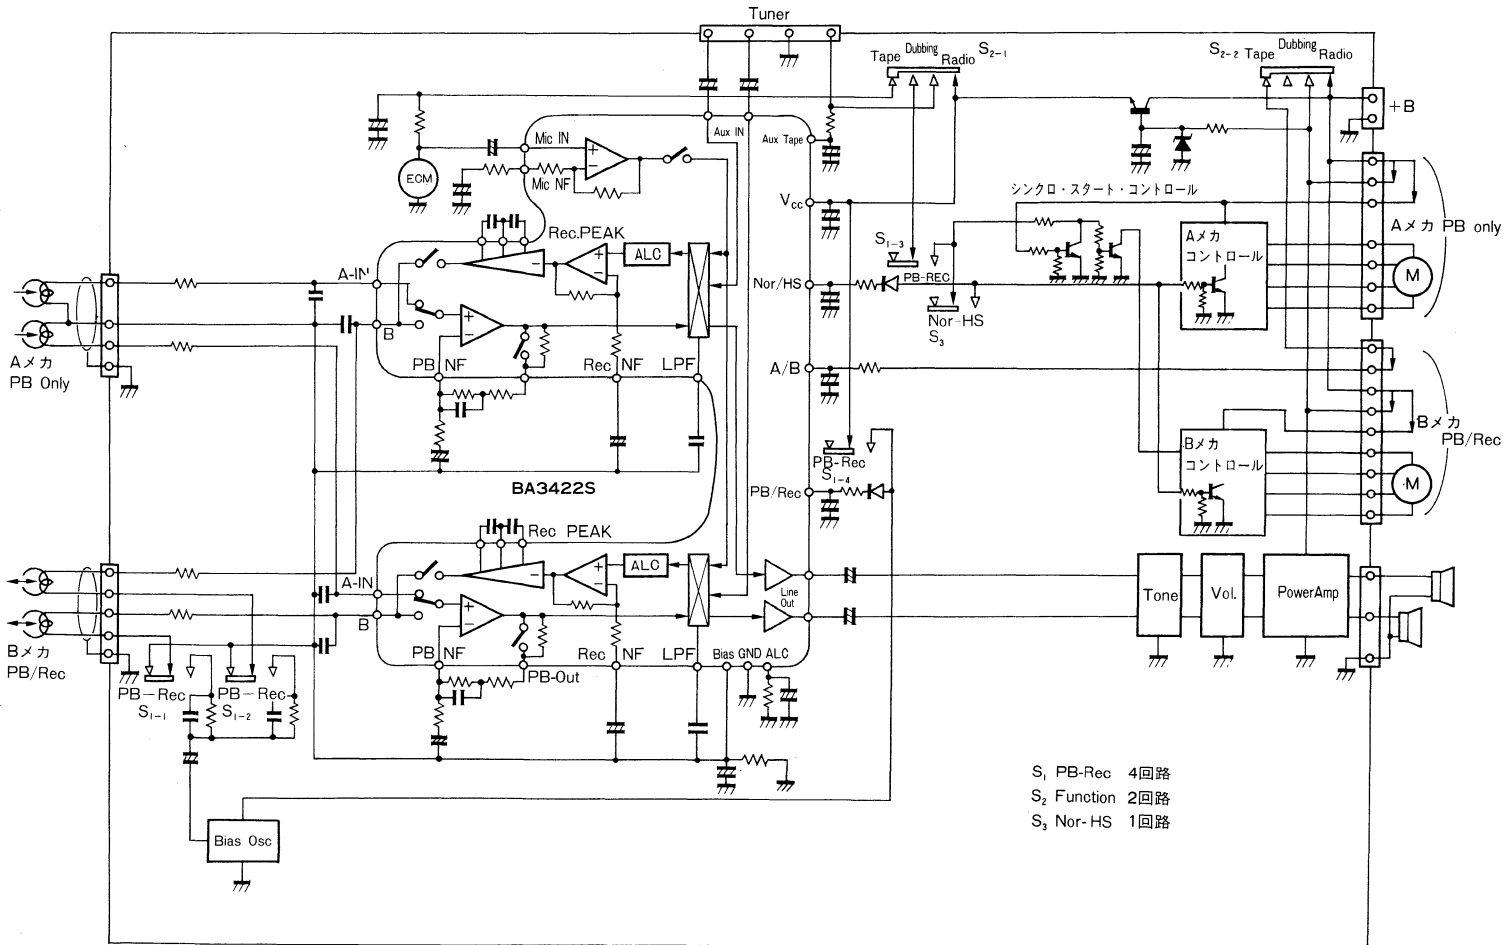 Tuner
Tape Dubbing Radio S₂₋₁
S₂₋₂ Tape Dubbing Radio
+B
Aux IN
Aux Tape
Mic IN
Mic NF
ECM
Vcc
シンクロ・スタート・コントロール
Rec.PEAK
ALC
S₁₋₃
PB-REC
Aメカ
コントロール
Aメカ PB only
M
A-IN
B
Nor/HS
Nor-HS
S₃
Aメカ
PB Only
PB NF
Rec NF
LPF
A/B
Bメカ
PB/Rec
Bメカ
コントロール
M
PB-Rec
S₁₋₄
BA3422S
PB/Rec
Rec PEAK
ALC
A-IN
B
Line
Out
Tone
Vol.
PowerAmp
Bメカ
PB/Rec
PB NF
PB-Out
Rec NF
LPF
Bias GND ALC
PB-Rec
S₁₋₁
PB-Rec
S₁₋₂
Bias Osc
S₁ PB-Rec 4回路
S₂ Function 2回路
S₃ Nor-HS 1回路